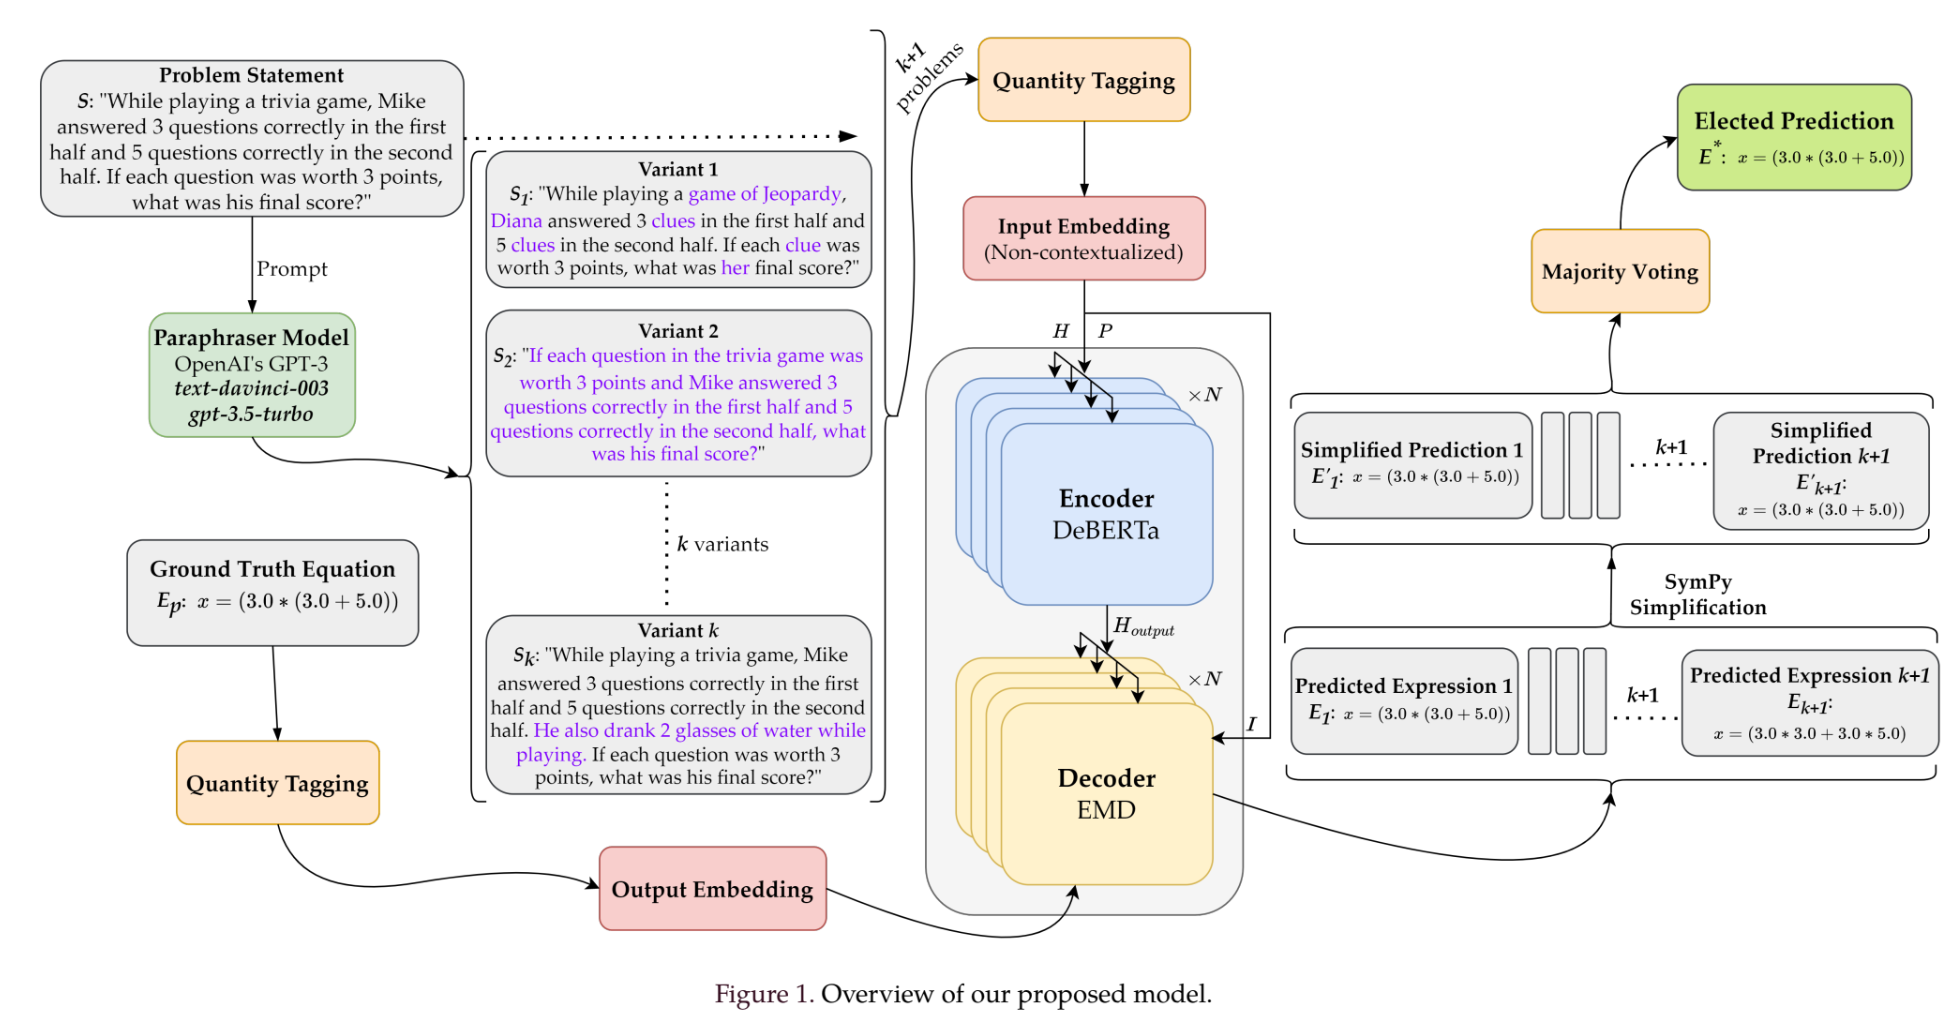 Problem Statement
S: "While playing a trivia game, Mike
answered 3 questions correctly in the first
half and 5 questions correctly in the second
half. If each question was worth 3 points,
what was his final score?"
Prompt
Paraphraser Model
OpenAI's GPT-3
text-davinci-003
gpt-3.5-turbo
Ground Truth Equation
E_p: x = (3.0 * (3.0 + 5.0))
Quantity Tagging
Output Embedding
Variant 1
S_1: "While playing a game of Jeopardy,
Diana answered 3 clues in the first half and
5 clues in the second half. If each clue was
worth 3 points, what was her final score?"
Variant 2
S_2: "If each question in the trivia game was
worth 3 points and Mike answered 3
questions correctly in the first half and 5
questions correctly in the second half, what
was his final score?"
k variants
Variant k
S_k: "While playing a trivia game, Mike
answered 3 questions correctly in the first
half and 5 questions correctly in the second
half. He also drank 2 glasses of water while
playing. If each question was worth 3
points, what was his final score?"
k+1
problems
Quantity Tagging
Input Embedding
(Non-contextualized)
H P
×N
Encoder
DeBERTa
H_output
×N
I
Decoder
EMD
Elected Prediction
E*: x = (3.0 * (3.0 + 5.0))
Majority Voting
Simplified Prediction 1
E'_1: x = (3.0 * (3.0 + 5.0))
k+1
Simplified
Prediction k+1
E'_k+1:
x = (3.0 * (3.0 + 5.0))
SymPy
Simplification
Predicted Expression 1
E_1: x = (3.0 * (3.0 + 5.0))
k+1
Predicted Expression k+1
E_k+1:
x = (3.0 * 3.0 + 3.0 * 5.0)
Figure 1. Overview of our proposed model.